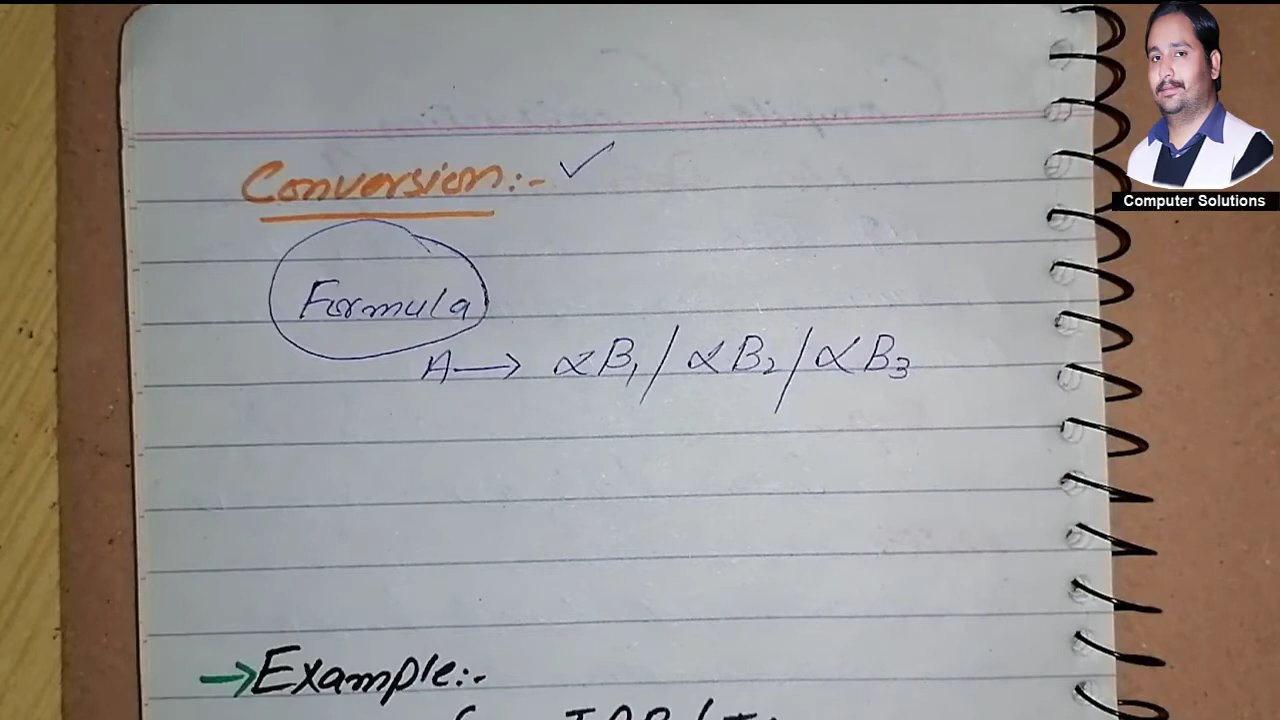 Conversion:- ✓
Formula
A → αB₁ / αB₂ / αB₃
→ Example:-
Computer Solutions